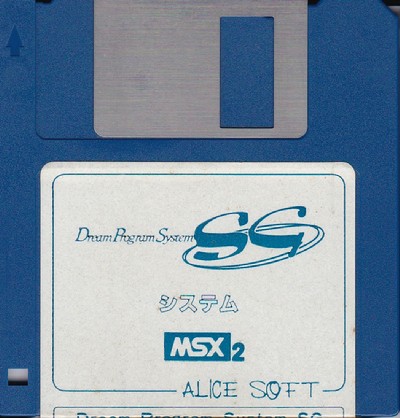 Dream Program System SG
システム
MSX2
ALICE SOFT
Dream Program System SG